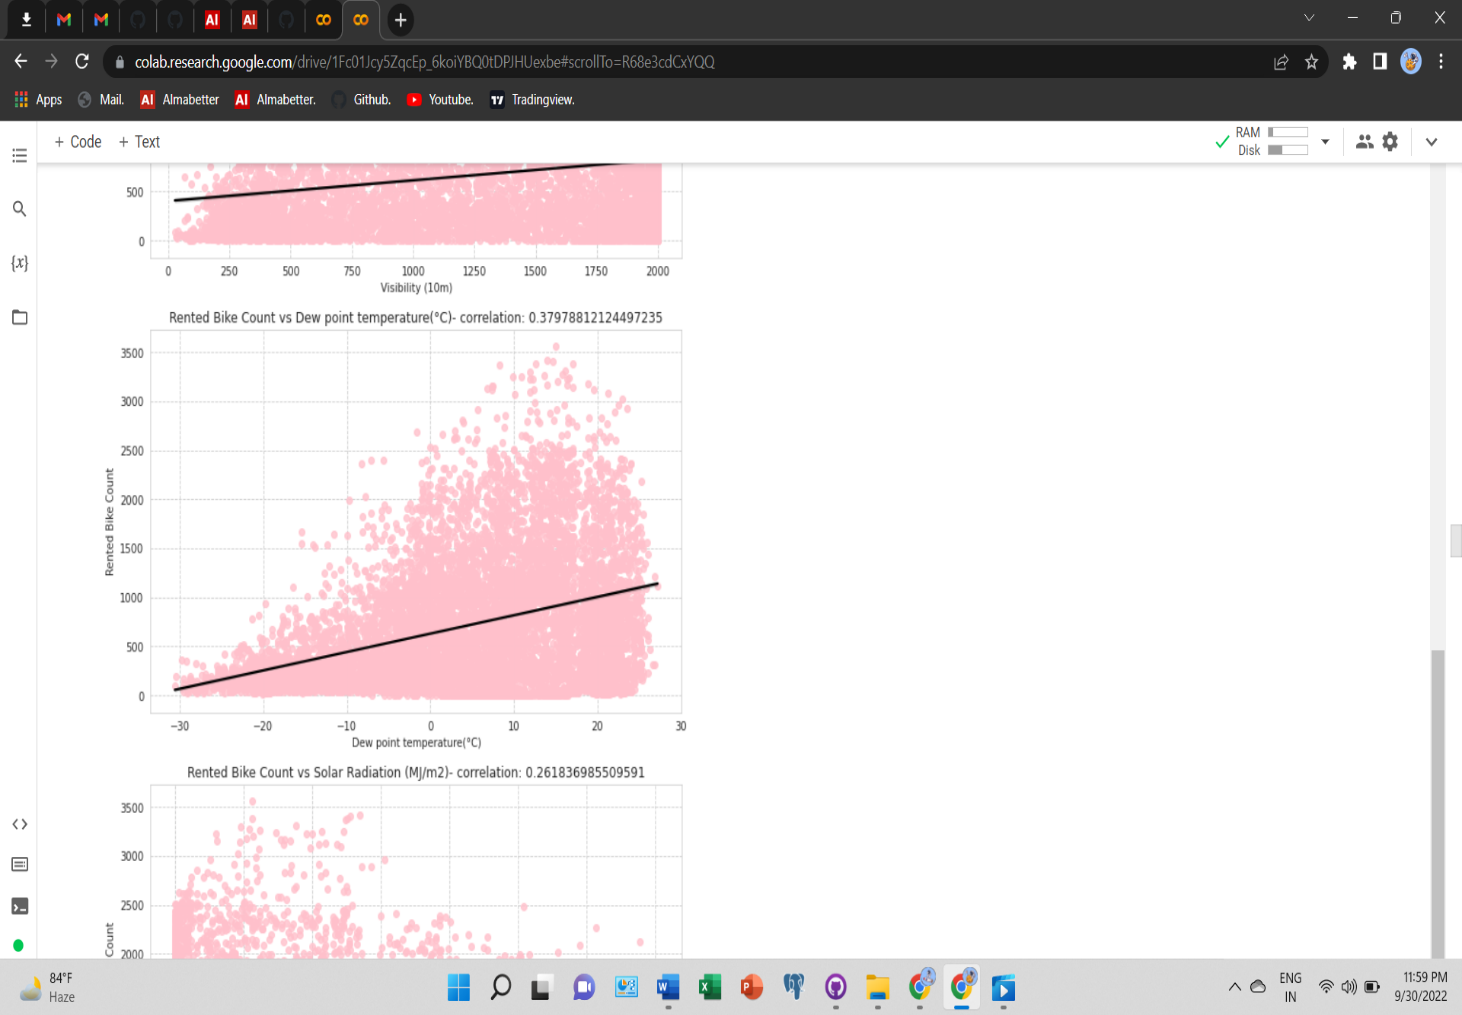 AI
AI
colab.research.google.com/drive/1Fc01Jcy5ZqcEp_6koiYBQ0tDPJHUexbe#scrollTo=R68e3cdCxYQQ
Apps Mail. AI Almabetter AI Almabetter. Github. Youtube. Tradingview.
+ Code + Text
RAM
Disk
{x}
500
0
0 250 500 750 1000 1250 1500 1750 2000
Visibility (10m)
Rented Bike Count vs Dew point temperature(°C)- correlation: 0.37978812124497235
3500
3000
2500
2000
1500
1000
500
0
Rented Bike Count
−30 −20 −10 0 10 20 30
Dew point temperature(°C)
Rented Bike Count vs Solar Radiation (MJ/m2)- correlation: 0.261836985509591
3500
3000
2500
2000
Count
84°F
Haze
ENG
IN
11:59 PM
9/30/2022